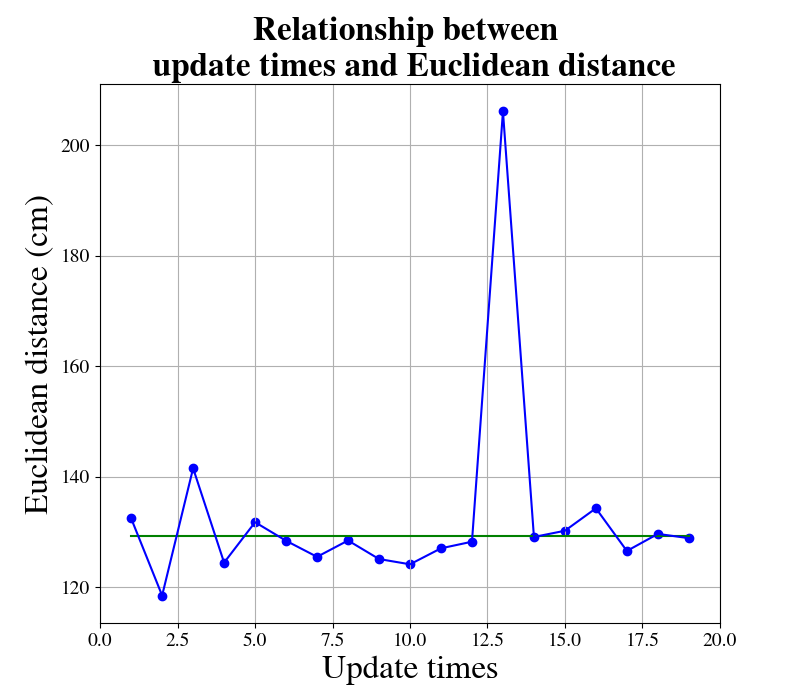 Relationship between
update times and Euclidean distance
Euclidean distance (cm)
200
180
160
140
120
0.0 2.5 5.0 7.5 10.0 12.5 15.0 17.5 20.0
Update times